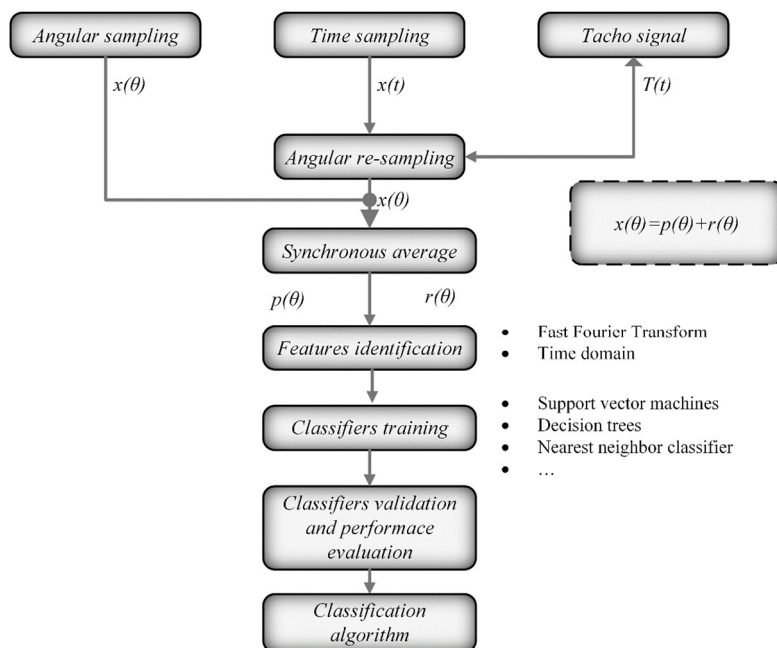 Angular sampling
Time sampling
Tacho signal
x(θ)
x(t)
T(t)
Angular re-sampling
x(θ)
x(θ)=p(θ)+r(θ)
Synchronous average
p(θ)
r(θ)
Features identification
• Fast Fourier Transform
• Time domain
Classifiers training
• Support vector machines
• Decision trees
• Nearest neighbor classifier
• …
Classifiers validation
and performace
evaluation
Classification
algorithm